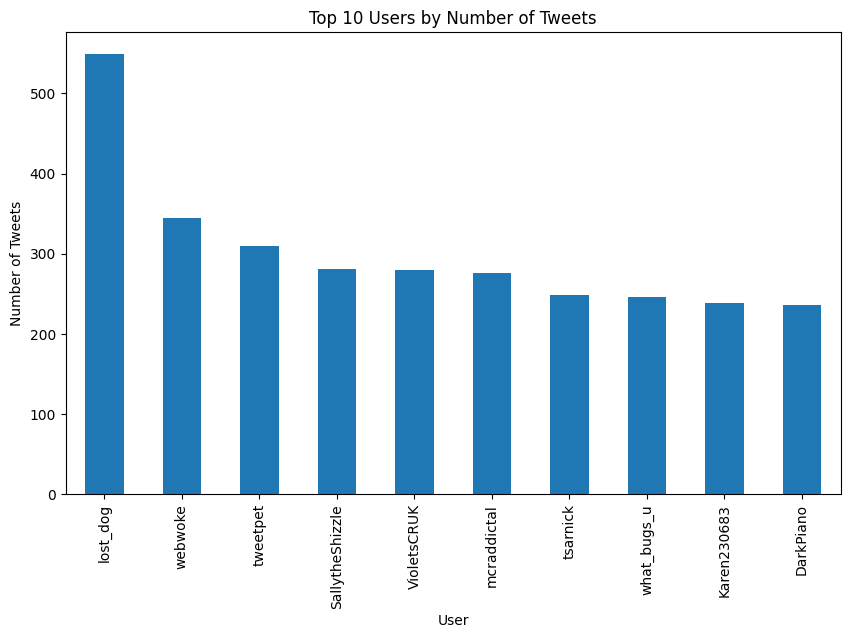 Top 10 Users by Number of Tweets
Number of Tweets
500
400
300
200
100
0
lost_dog
webwoke
tweetpet
SallytheShizzle
VioletsCRUK
mcraddictal
tsarnick
what_bugs_u
Karen230683
DarkPiano
User